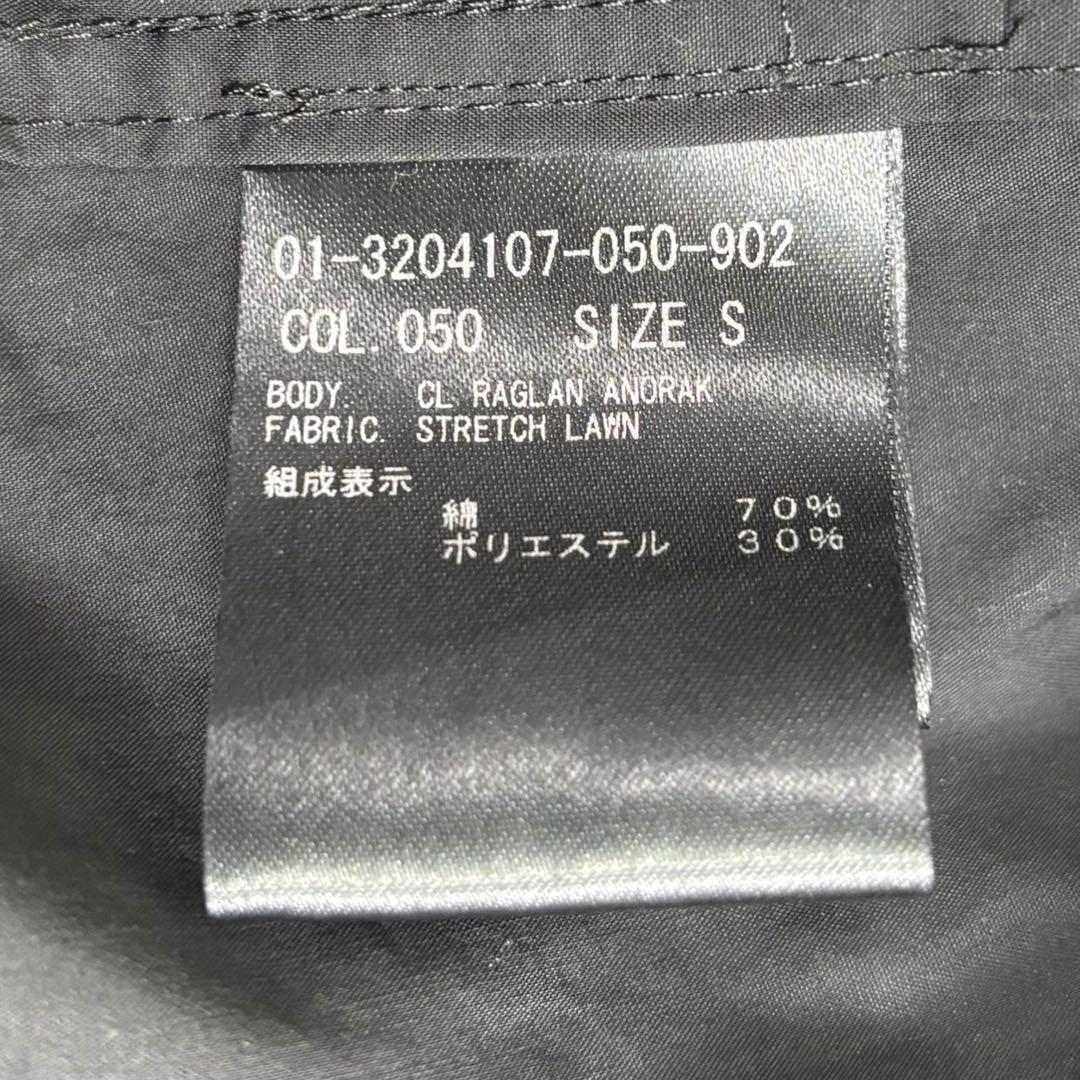 01-3204107-050-902
COL. 050 SIZE S
BODY. CL RAGLAN ANORAK
FABRIC. STRETCH LAWN
組成表示
綿 70%
ポリエステル 30%